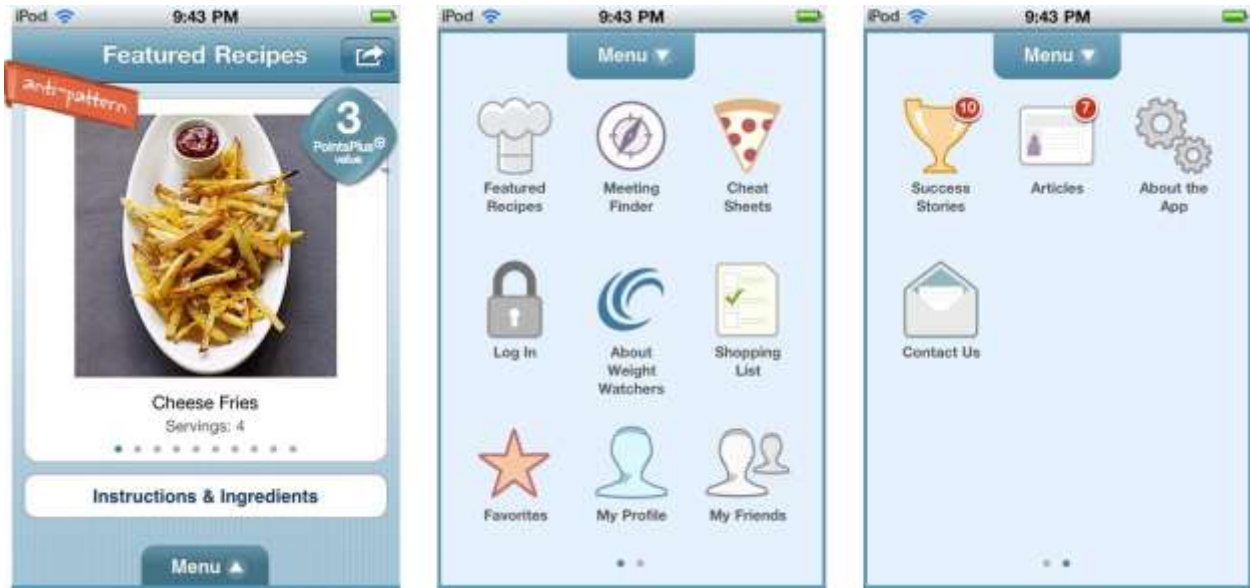 iPod
9:43 PM
Featured Recipes
anti-pattern
3
PointsPlus®
value
Cheese Fries
Servings: 4
Instructions & Ingredients
Menu
iPod
9:43 PM
Menu
Featured
Recipes
Meeting
Finder
Cheat
Sheets
Log In
About
Weight
Watchers
Shopping
List
Favorites
My Profile
My Friends
iPod
9:43 PM
Menu
10
7
Success
Stories
Articles
About the
App
Contact Us